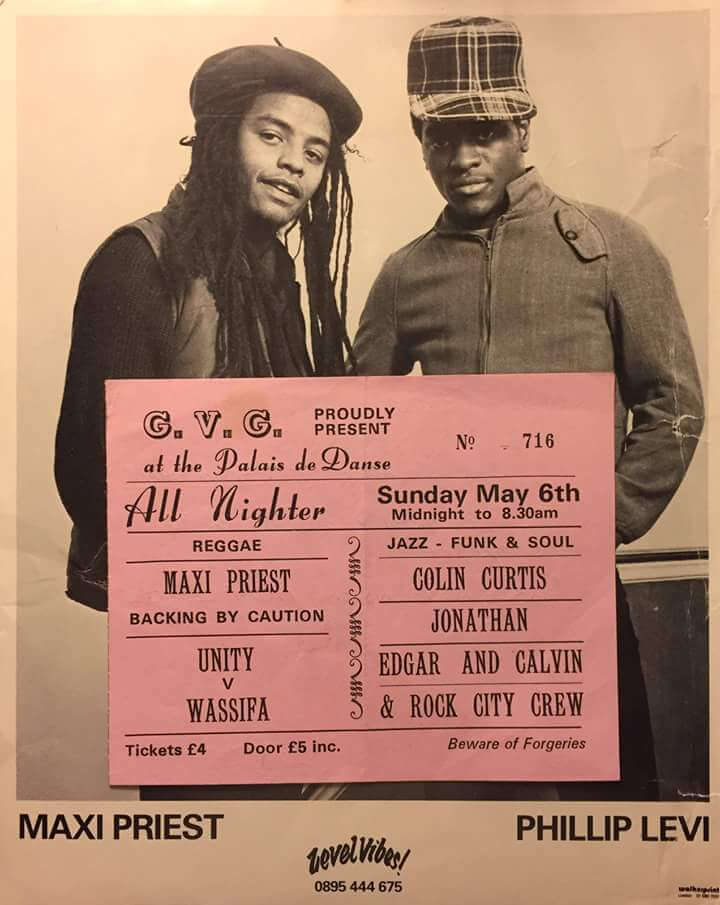 G. V. G. PROUDLY PRESENT
Nº 716
at the Palais de Danse
All Nighter
Sunday May 6th
Midnight to 8.30am
REGGAE
MAXI PRIEST
BACKING BY CAUTION
UNITY
V
WASSIFA
JAZZ - FUNK & SOUL
COLIN CURTIS
JONATHAN
EDGAR AND CALVIN
& ROCK CITY CREW
Tickets £4 Door £5 inc.
Beware of Forgeries
MAXI PRIEST
PHILLIP LEVI
Level Vibes!
0895 444 675
walkerprint